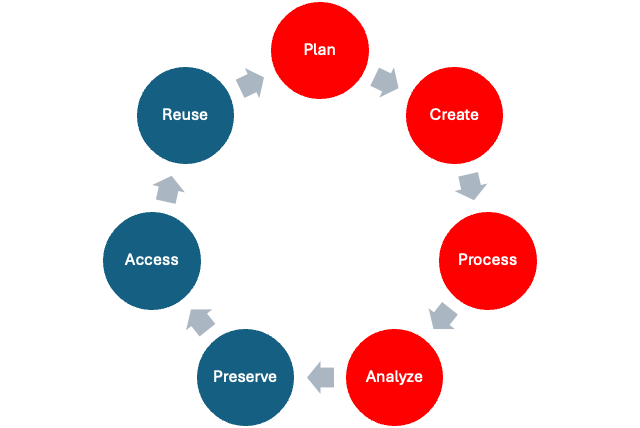 Plan
Create
Process
Analyze
Preserve
Access
Reuse